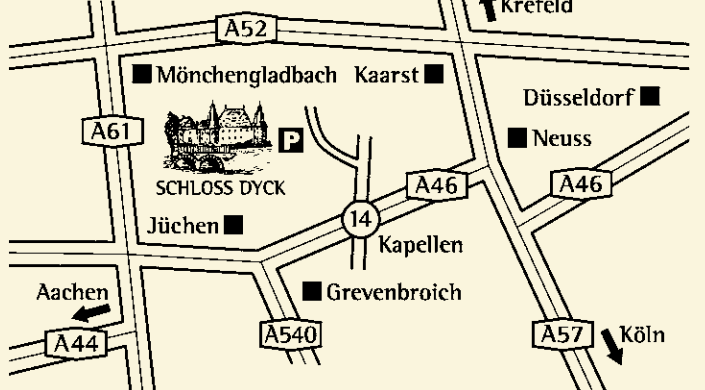 Krefeld
A52
Mönchengladbach Kaarst
Düsseldorf
A61
P
Neuss
SCHLOSS DYCK
A46 A46
Jüchen
14
Kapellen
Aachen
Grevenbroich
A44 A540 A57 Köln